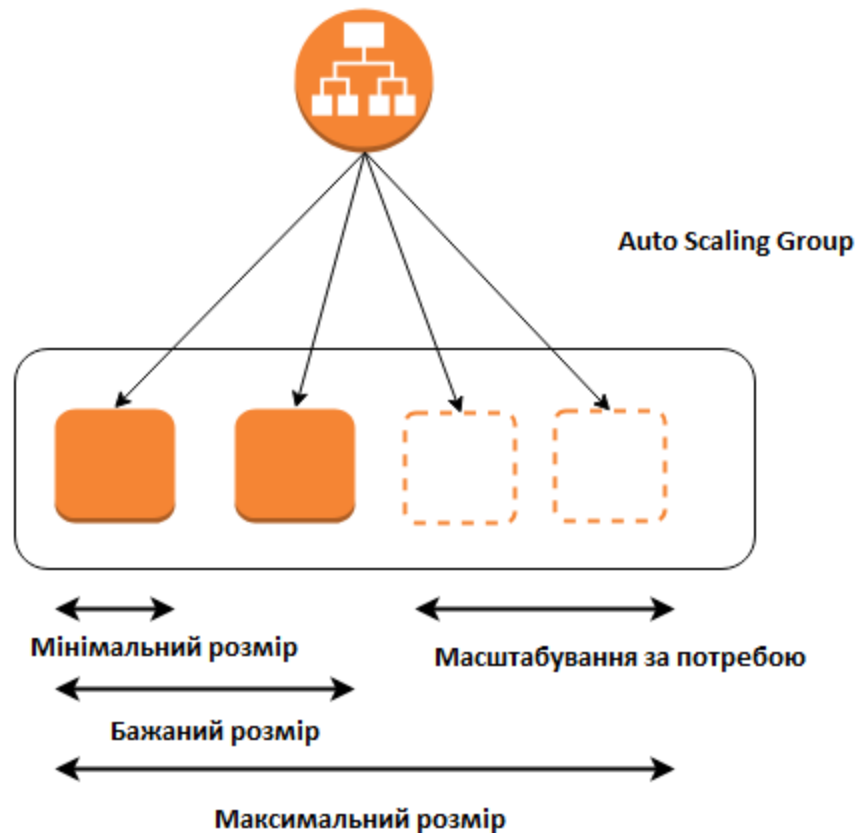 Auto Scaling Group
Мінімальний розмір
Масштабування за потребою
Бажаний розмір
Максимальний розмір